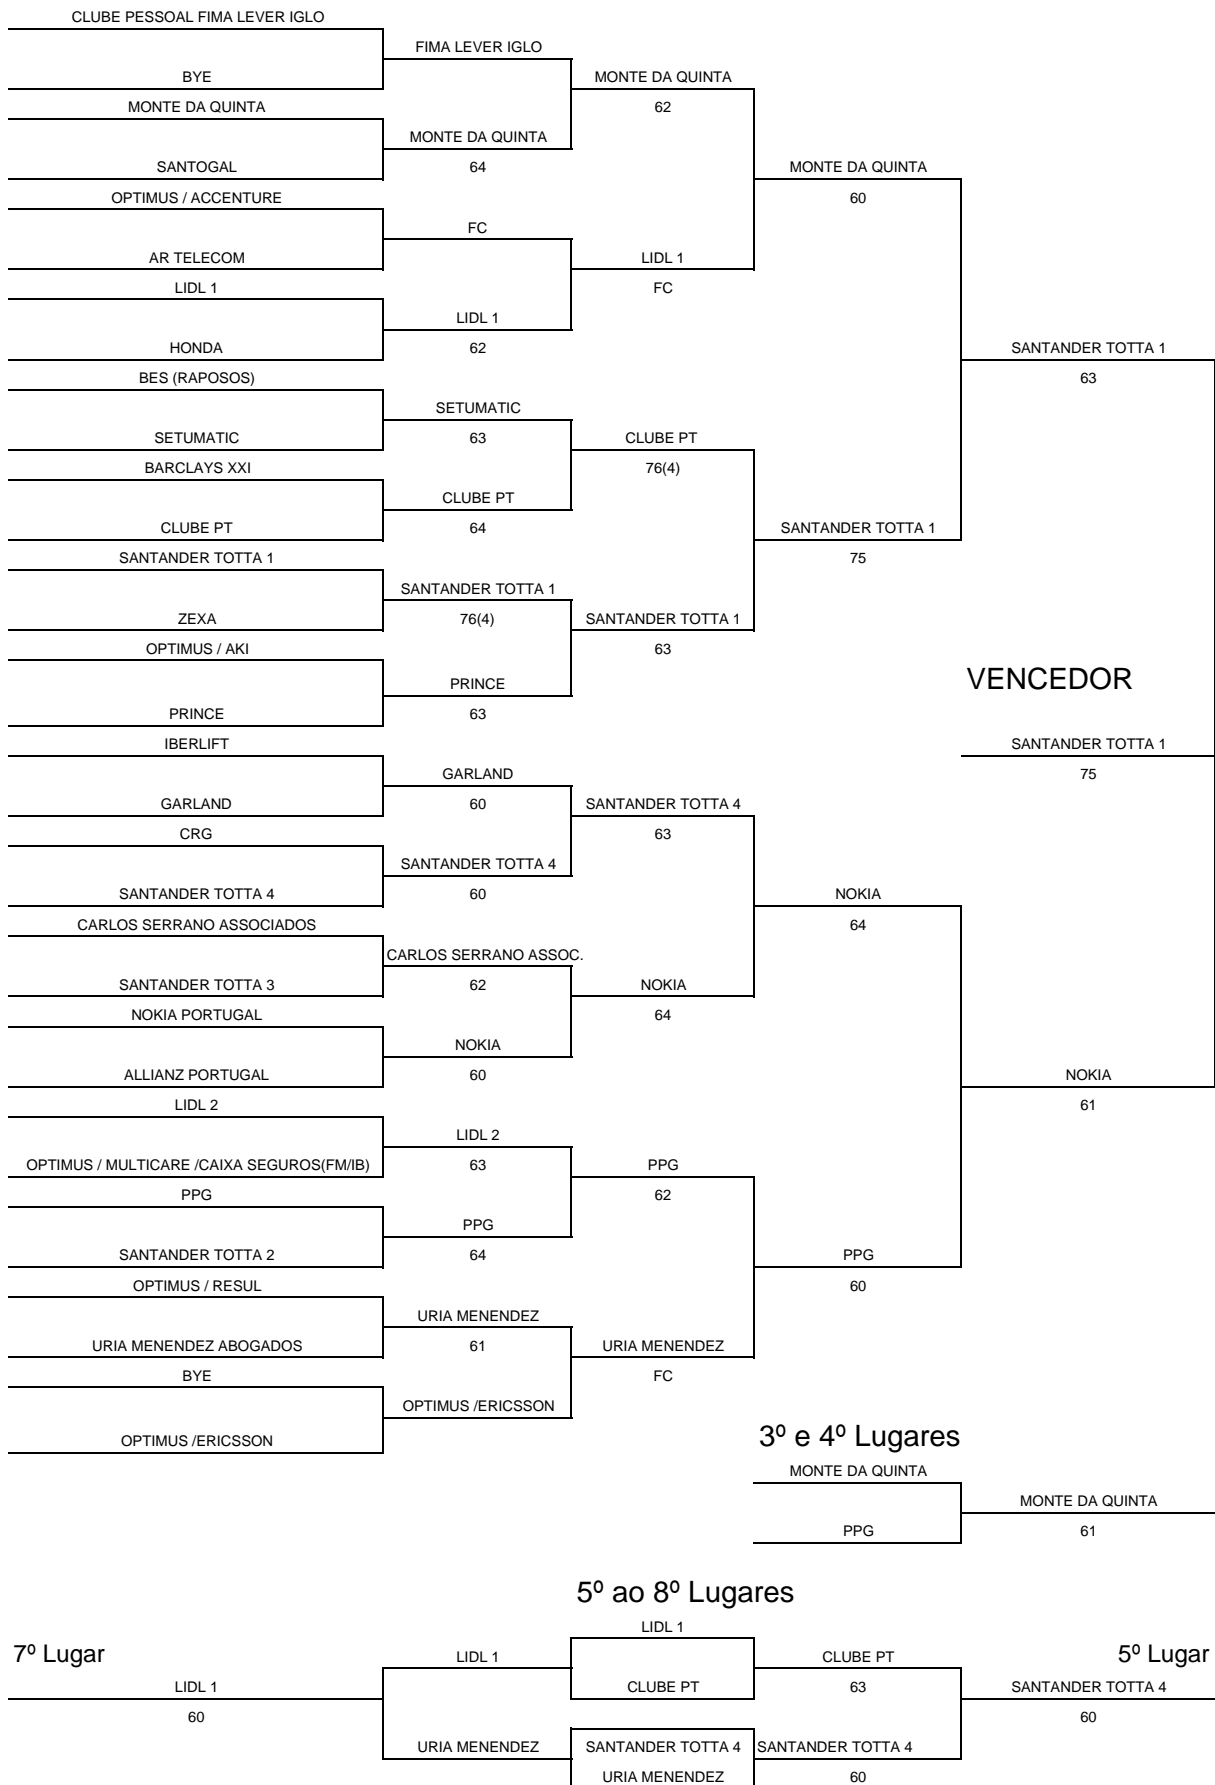 CLUBE PESSOAL FIMA LEVER IGLO
FIMA LEVER IGLO
BYE
MONTE DA QUINTA
MONTE DA QUINTA
62
MONTE DA QUINTA
SANTOGAL
64
MONTE DA QUINTA
OPTIMUS / ACCENTURE
60
FC
AR TELECOM
LIDL 1
LIDL 1
FC
LIDL 1
HONDA
62
SANTANDER TOTTA 1
BES (RAPOSOS)
63
SETUMATIC
SETUMATIC
63
CLUBE PT
BARCLAYS XXI
76(4)
CLUBE PT
CLUBE PT
64
SANTANDER TOTTA 1
SANTANDER TOTTA 1
75
SANTANDER TOTTA 1
ZEXA
76(4)
SANTANDER TOTTA 1
OPTIMUS / AKI
63
PRINCE
VENCEDOR
PRINCE
63
IBERLIFT
SANTANDER TOTTA 1
GARLAND
75
GARLAND
60
SANTANDER TOTTA 4
CRG
63
SANTANDER TOTTA 4
SANTANDER TOTTA 4
60
NOKIA
CARLOS SERRANO ASSOCIADOS
64
CARLOS SERRANO ASSOC.
SANTANDER TOTTA 3
62
NOKIA
NOKIA PORTUGAL
64
NOKIA
ALLIANZ PORTUGAL
60
NOKIA
LIDL 2
61
LIDL 2
OPTIMUS / MULTICARE /CAIXA SEGUROS(FM/IB)
63
PPG
PPG
62
PPG
SANTANDER TOTTA 2
64
PPG
OPTIMUS / RESUL
60
URIA MENENDEZ
URIA MENENDEZ ABOGADOS
61
URIA MENENDEZ
BYE
FC
OPTIMUS /ERICSSON
OPTIMUS /ERICSSON
3º e 4º Lugares
MONTE DA QUINTA
MONTE DA QUINTA
PPG
61
5º ao 8º Lugares
LIDL 1
7º Lugar
LIDL 1
CLUBE PT
5º Lugar
LIDL 1
CLUBE PT
63
SANTANDER TOTTA 4
60
60
URIA MENENDEZ
SANTANDER TOTTA 4
SANTANDER TOTTA 4
URIA MENENDEZ
60